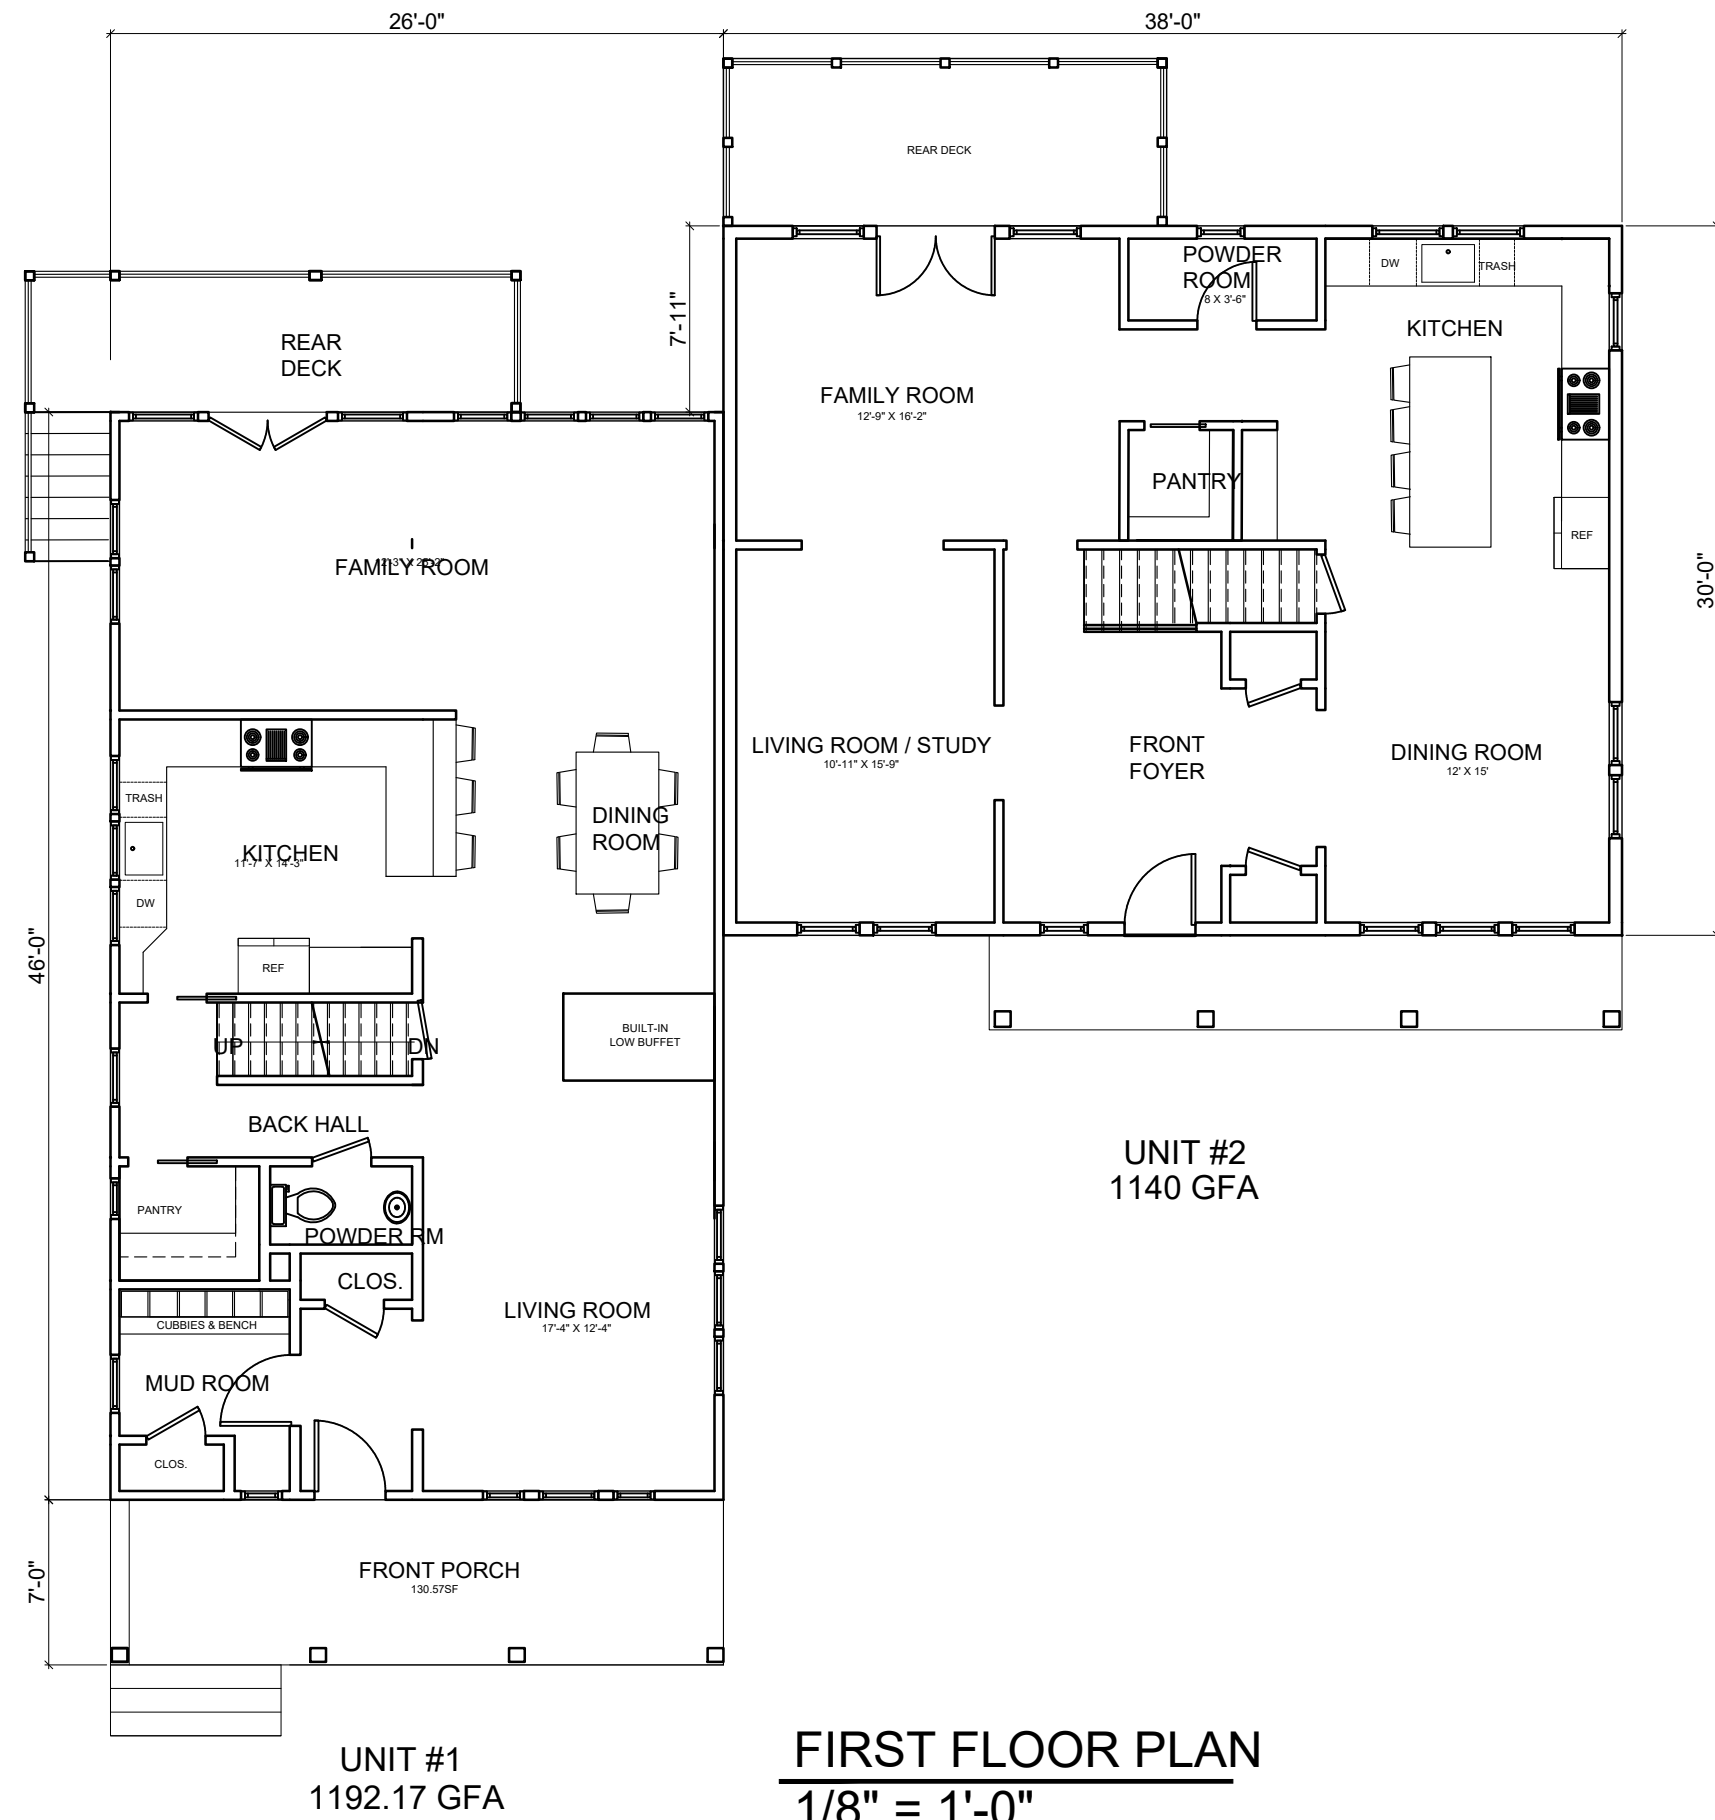 26'-0"
38'-0"
REAR DECK
7'-11"
POWDER
ROOM
8 X 3'-6"
DW
TRASH
KITCHEN
REAR
DECK
FAMILY ROOM
12'-9" X 16'-2"
PANTRY
REF
30'-0"
FAMILY ROOM
LIVING ROOM / STUDY
10'-11" X 15'-9"
FRONT
FOYER
DINING ROOM
12' X 15'
TRASH
DINING
ROOM
KITCHEN
11'-7" X 14'-3"
DW
46'-0"
REF
BUILT-IN
LOW BUFFET
UP
DN
BACK HALL
UNIT #2
1140 GFA
PANTRY
POWDER RM
CLOS.
LIVING ROOM
17'-4" X 12'-4"
CUBBIES & BENCH
MUD ROOM
CLOS.
FRONT PORCH
130.57SF
7'-0"
UNIT #1
1192.17 GFA
FIRST FLOOR PLAN
1/8" = 1'-0"